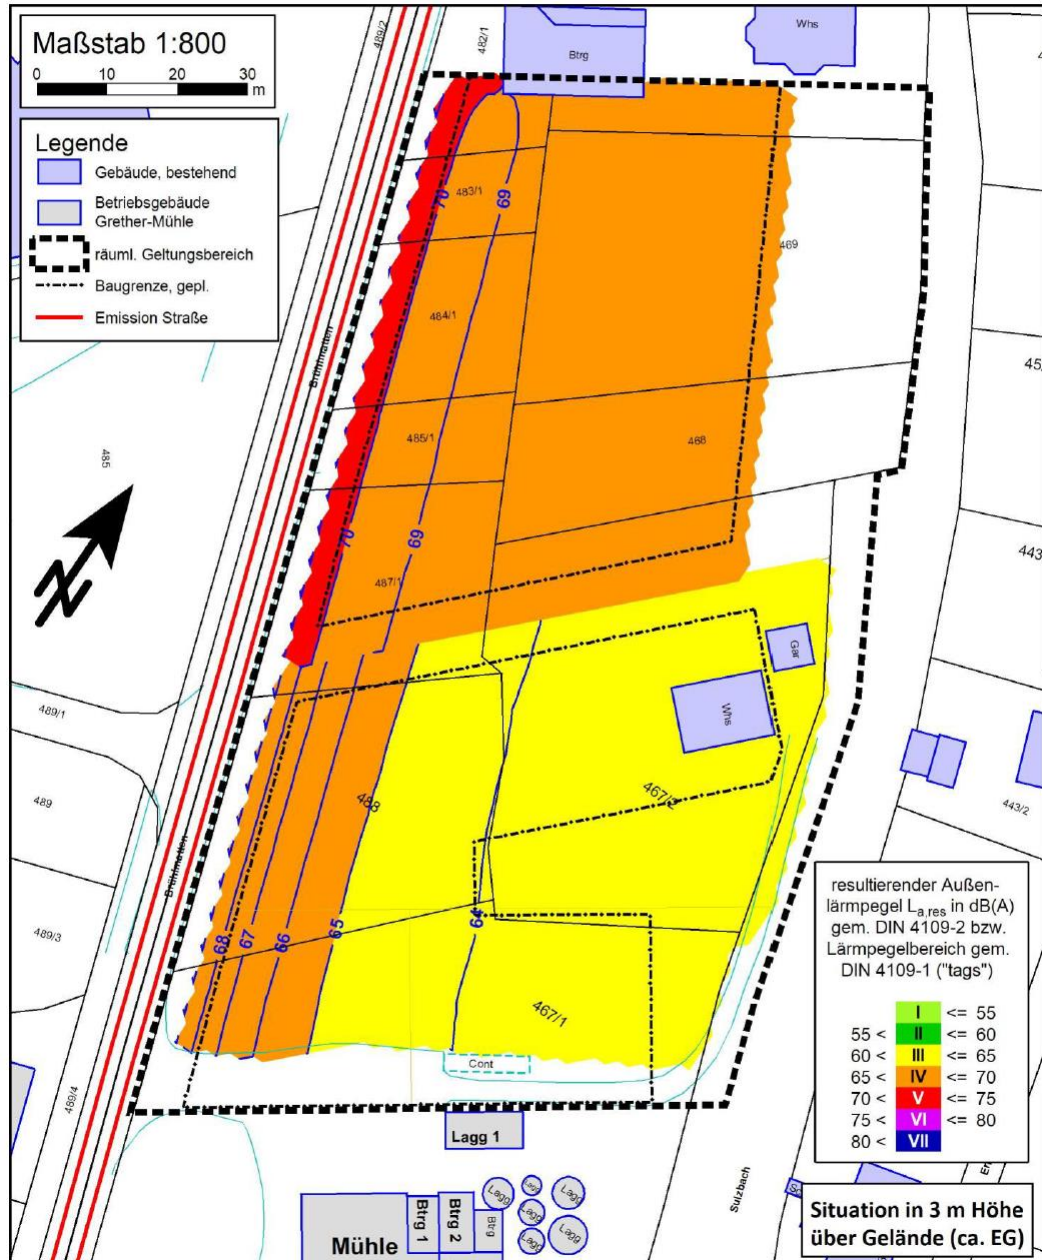 Maßstab 1:800
0 10 20 30 m
Legende
Gebäude, bestehend
Betriebsgebäude
Grether-Mühle
räuml. Geltungsbereich
Baugrenze, gepl.
Emission Straße
489/2
482/1
Btrg
Whs
483/1
70
69
469
484/1
Brühlmatten
485/1
468
485
70
69
487/1
443
Gar
Whs
489/1
488
467/2
489
443/2
Brühlmatten
68
67
66
65
64
489/3
467/1
Cont
489/4
Lagg 1
Sulzbach
Mühle
Btrg 1
Btrg 2
Btrg
Lagg
Lagg
Lagg
Lagg
Lagg
Lagg
resultierender Außen-
lärmpegel La,res in dB(A)
gem. DIN 4109-2 bzw.
Lärmpegelbereich gem.
DIN 4109-1 ("tags")
I <= 55
55 < II <= 60
60 < III <= 65
65 < IV <= 70
70 < V <= 75
75 < VI <= 80
80 < VII
Situation in 3 m Höhe
über Gelände (ca. EG)